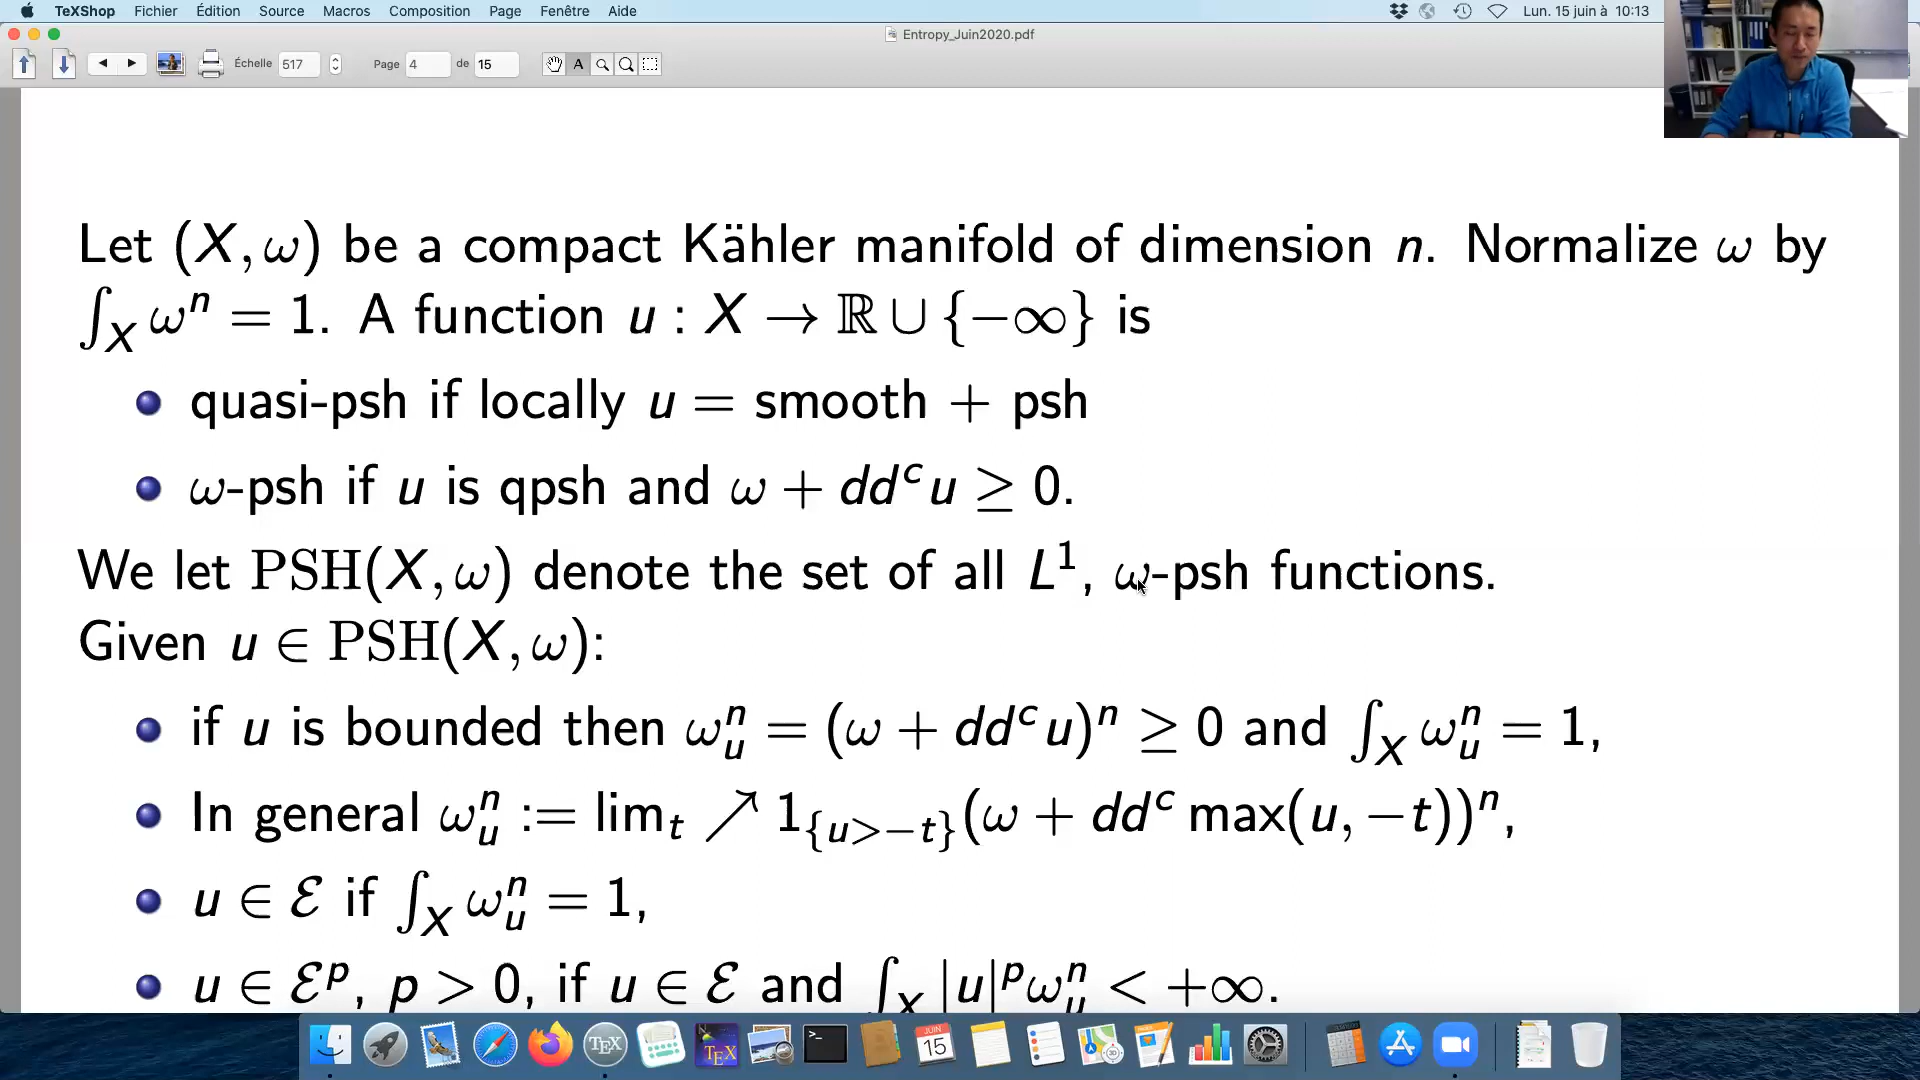 TeXShop Fichier Édition Source Macros Composition Page Fenêtre Aide Lun. 15 juin à 10:13
Entropy_Juin2020.pdf
Échelle 517 Page 4 de 15 A
Let (X, ω) be a compact Kähler manifold of dimension n. Normalize ω by
∫_X ω^n = 1. A function u : X → ℝ ∪ {−∞} is
quasi-psh if locally u = smooth + psh
ω-psh if u is qpsh and ω + dd^c u ≥ 0.
We let PSH(X, ω) denote the set of all L^1, ω-psh functions.
Given u ∈ PSH(X, ω):
if u is bounded then ω_u^n = (ω + dd^c u)^n ≥ 0 and ∫_X ω_u^n = 1,
In general ω_u^n := lim_t ↗ 1_{u>−t}(ω + dd^c max(u, −t))^n,
u ∈ ℰ if ∫_X ω_u^n = 1,
u ∈ ℰ^p, p > 0, if u ∈ ℰ and ∫_X |u|^p ω_u^n < +∞.
TEX TEX JUIN 15